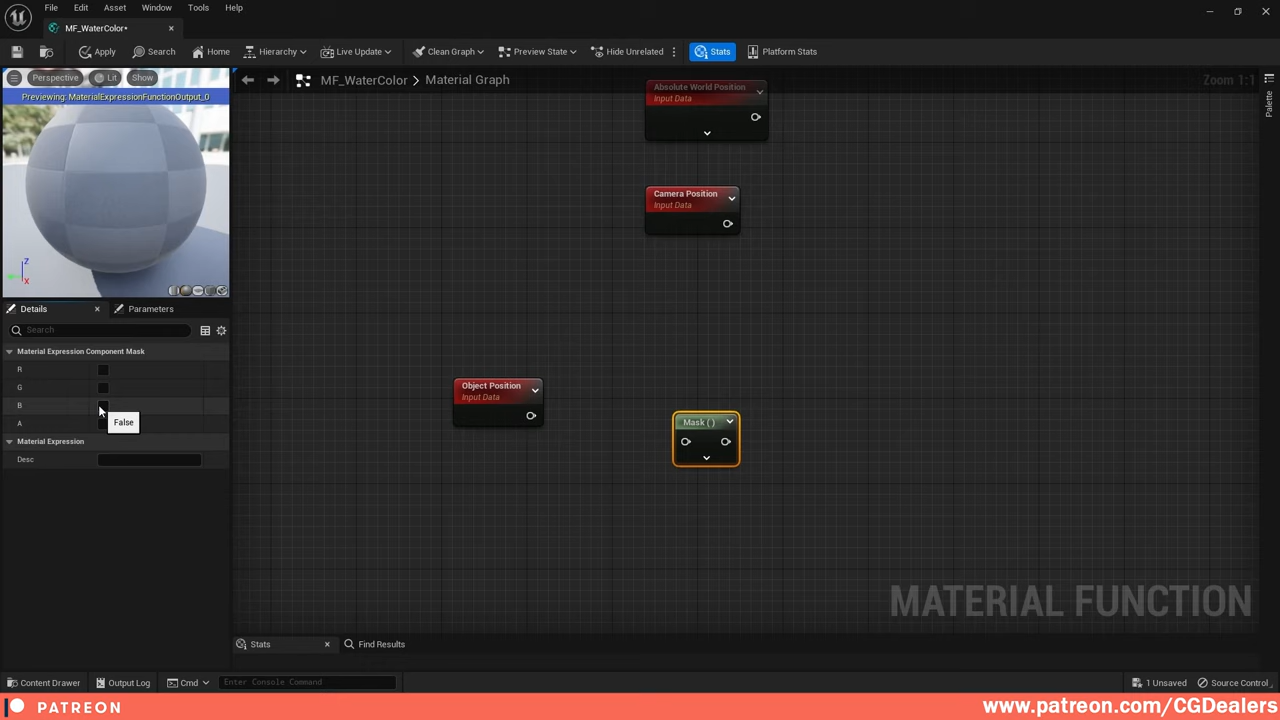 File Edit Asset Window Tools Help
MF_WaterColor*
Apply Search Home Hierarchy Live Update Clean Graph Preview State Hide Unrelated Stats Platform Stats
Perspective Lit Show
MF_WaterColor > Material Graph
Zoom 1:1
Previewing: MaterialExpressionFunctionOutput_0
Palette
Absolute World Position
Input Data
Camera Position
Input Data
Z
X
Details
Parameters
Search
Material Expression Component Mask
R
G
B
A
False
Material Expression
Desc
Object Position
Input Data
Mask ( )
MATERIAL FUNCTION
Stats
Find Results
Content Drawer Output Log Cmd Enter Console Command 1 Unsaved Source Control
PATREON
www.patreon.com/CGDealers